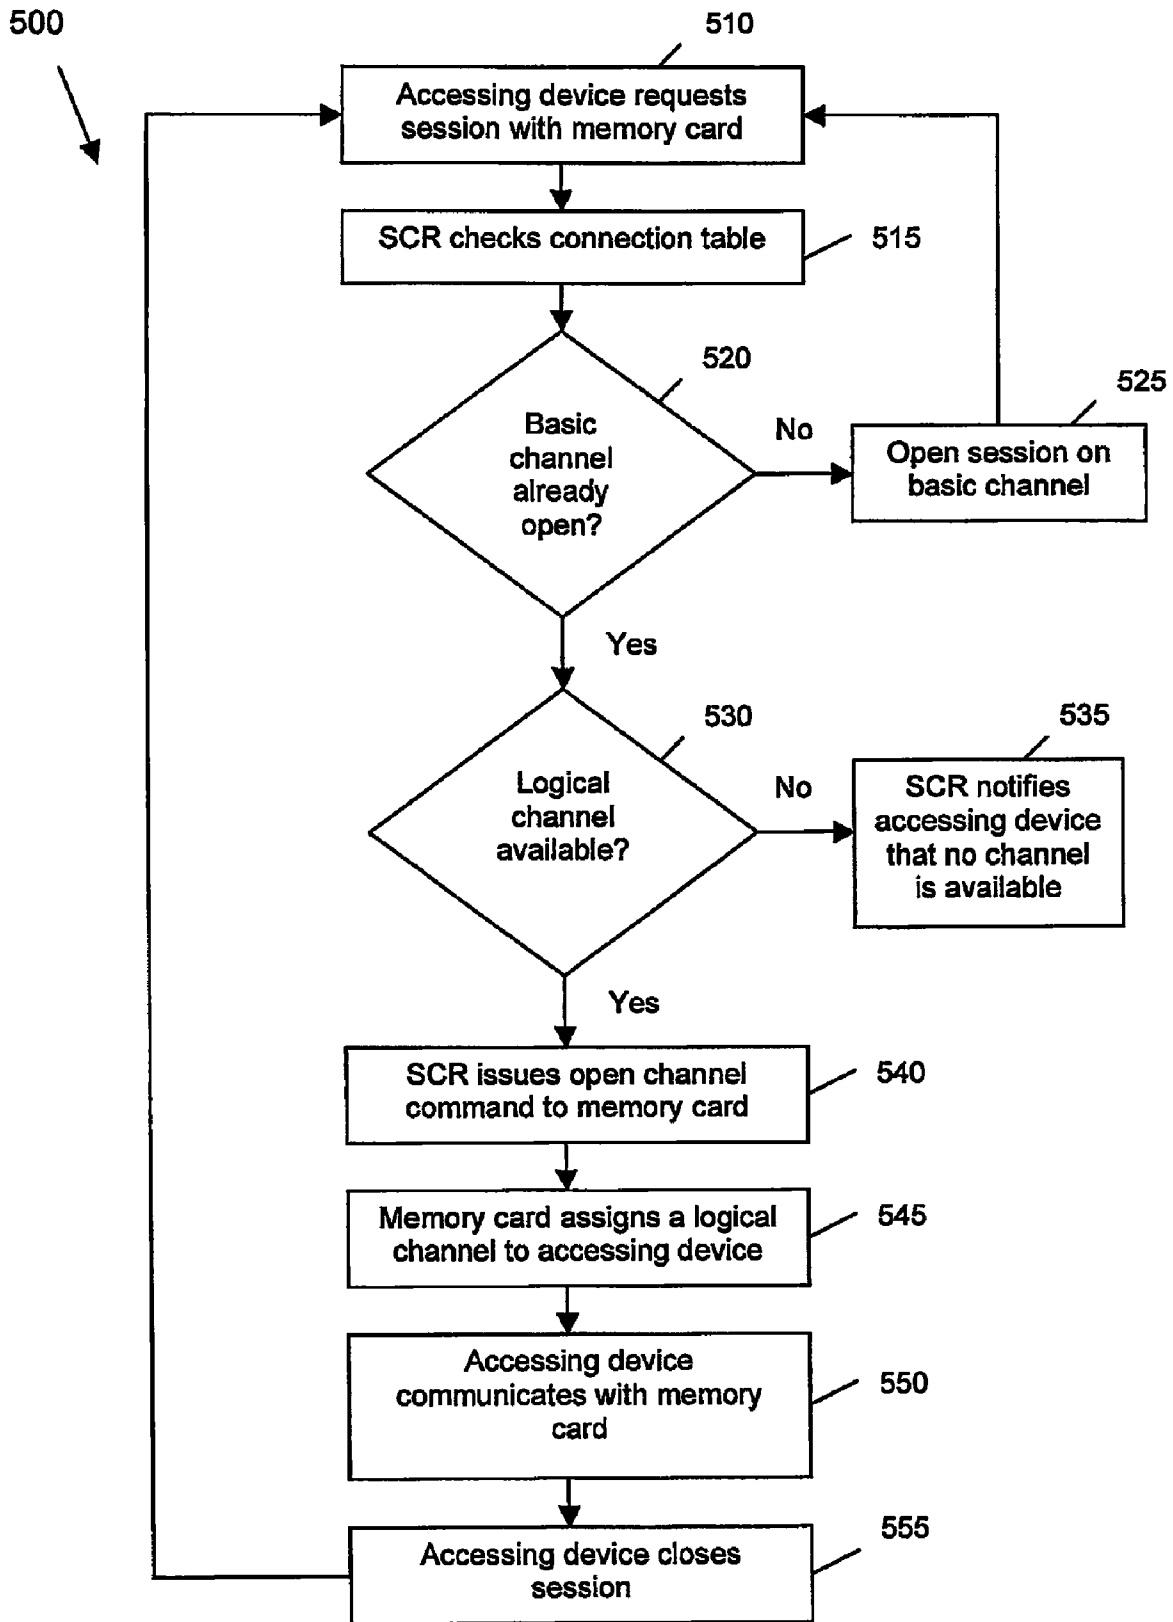 500
510
Accessing device requests
session with memory card
SCR checks connection table
515
520
Basic
channel
already
open?
No
525
Open session on
basic channel
Yes
530
Logical
channel
available?
No
535
SCR notifies
accessing device
that no channel
is available
Yes
SCR issues open channel
command to memory card
540
Memory card assigns a logical
channel to accessing device
545
Accessing device
communicates with memory
card
550
Accessing device closes
session
555